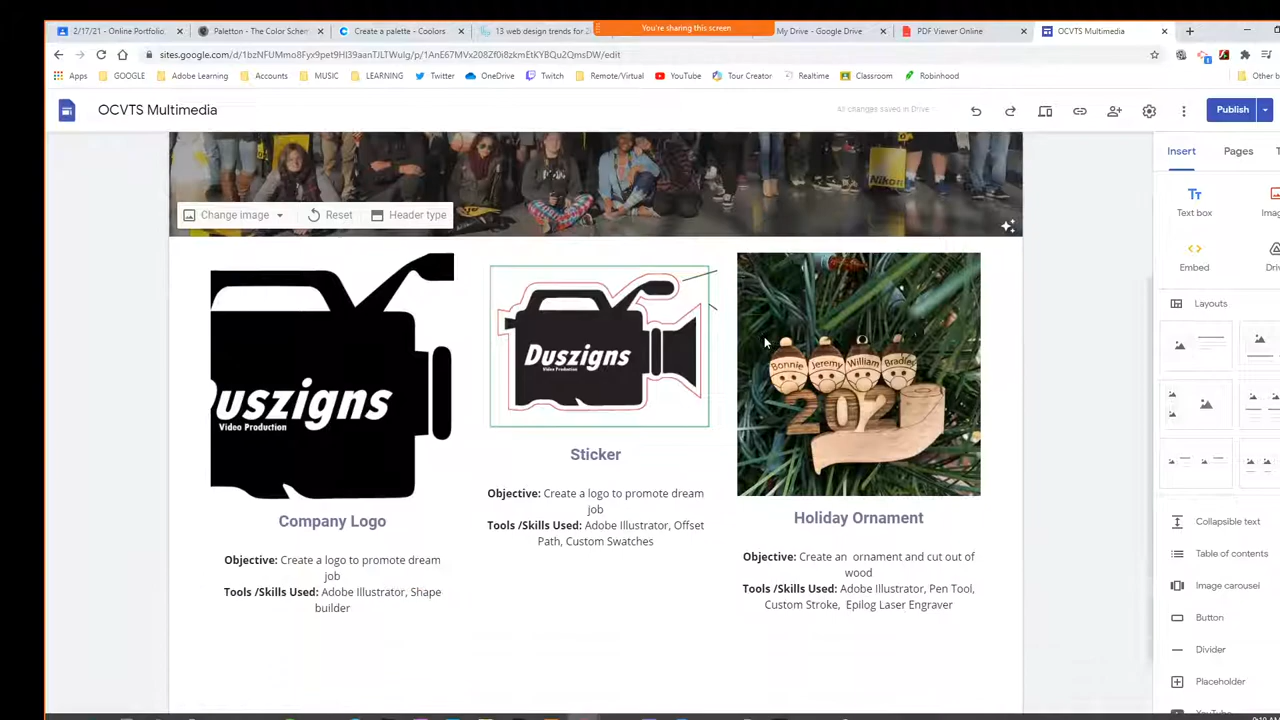 You're sharing this screen
2/17/21 - Online Portfolio
Paletton - The Color Schem
Create a palette - Coolors
13 web design trends for 2
My Drive - Google Drive
PDF Viewer Online
OCVTS Multimedia
sites.google.com/d/1bzNFUMmo8Fyx9pet9HI39aanTJLTWuIg/p/1AnE67MVx208Zf0i8zkmEtKYBQu2QmsDW/edit
Apps
GOOGLE
Adobe Learning
Accounts
MUSIC
LEARNING
Twitter
OneDrive
Twitch
Remote/Virtual
YouTube
Tour Creator
Realtime
Classroom
Robinhood
Other b
OCVTS Multimedia
All changes saved in Drive
Publish
Insert
Pages
T
Nikon
Change image
Reset
Header type
Text box
Imag
Embed
Driv
Layouts
uszigns
Video Production
Duszigns
Video Production
Bonnie
Jeremy
William
Bradley
202
Company Logo
Objective: Create a logo to promote dream
job
Tools /Skills Used: Adobe Illustrator, Shape
builder
Sticker
Objective: Create a logo to promote dream
job
Tools /Skills Used: Adobe Illustrator, Offset
Path, Custom Swatches
Holiday Ornament
Objective: Create an  ornament and cut out of
wood
Tools /Skills Used: Adobe Illustrator, Pen Tool,
Custom Stroke,  Epilog Laser Engraver
Collapsible text
Table of contents
Image carousel
Button
Divider
Placeholder